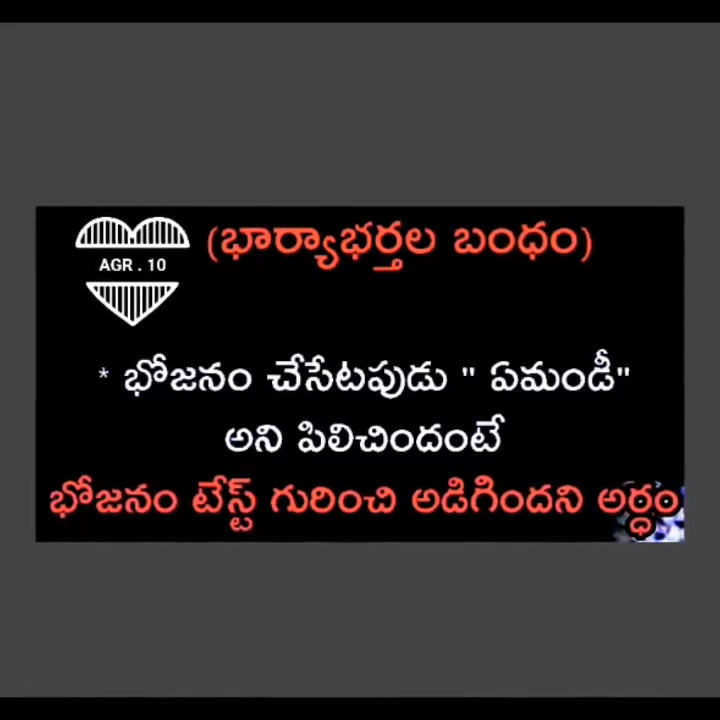 (భార్యాభర్తల బంధం)
AGR . 10
* భోజనం చేసేటపుడు " ఏమండీ"
అని పిలిచిందంటే
భోజనం టేస్ట్ గురించి అడిగిందని అర్ధం